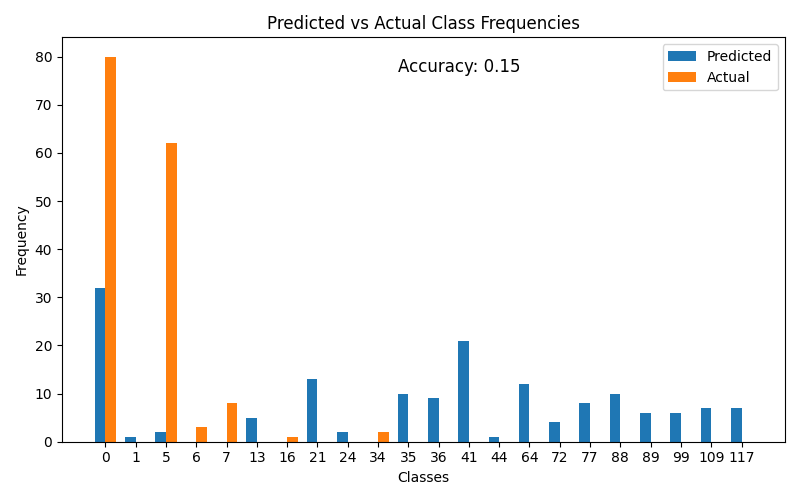 Predicted vs Actual Class Frequencies
Accuracy: 0.15
Predicted
Actual
Frequency
80
70
60
50
40
30
20
10
0
0 1 5 6 7 13 16 21 24 34 35 36 41 44 64 72 77 88 89 99 109 117
Classes